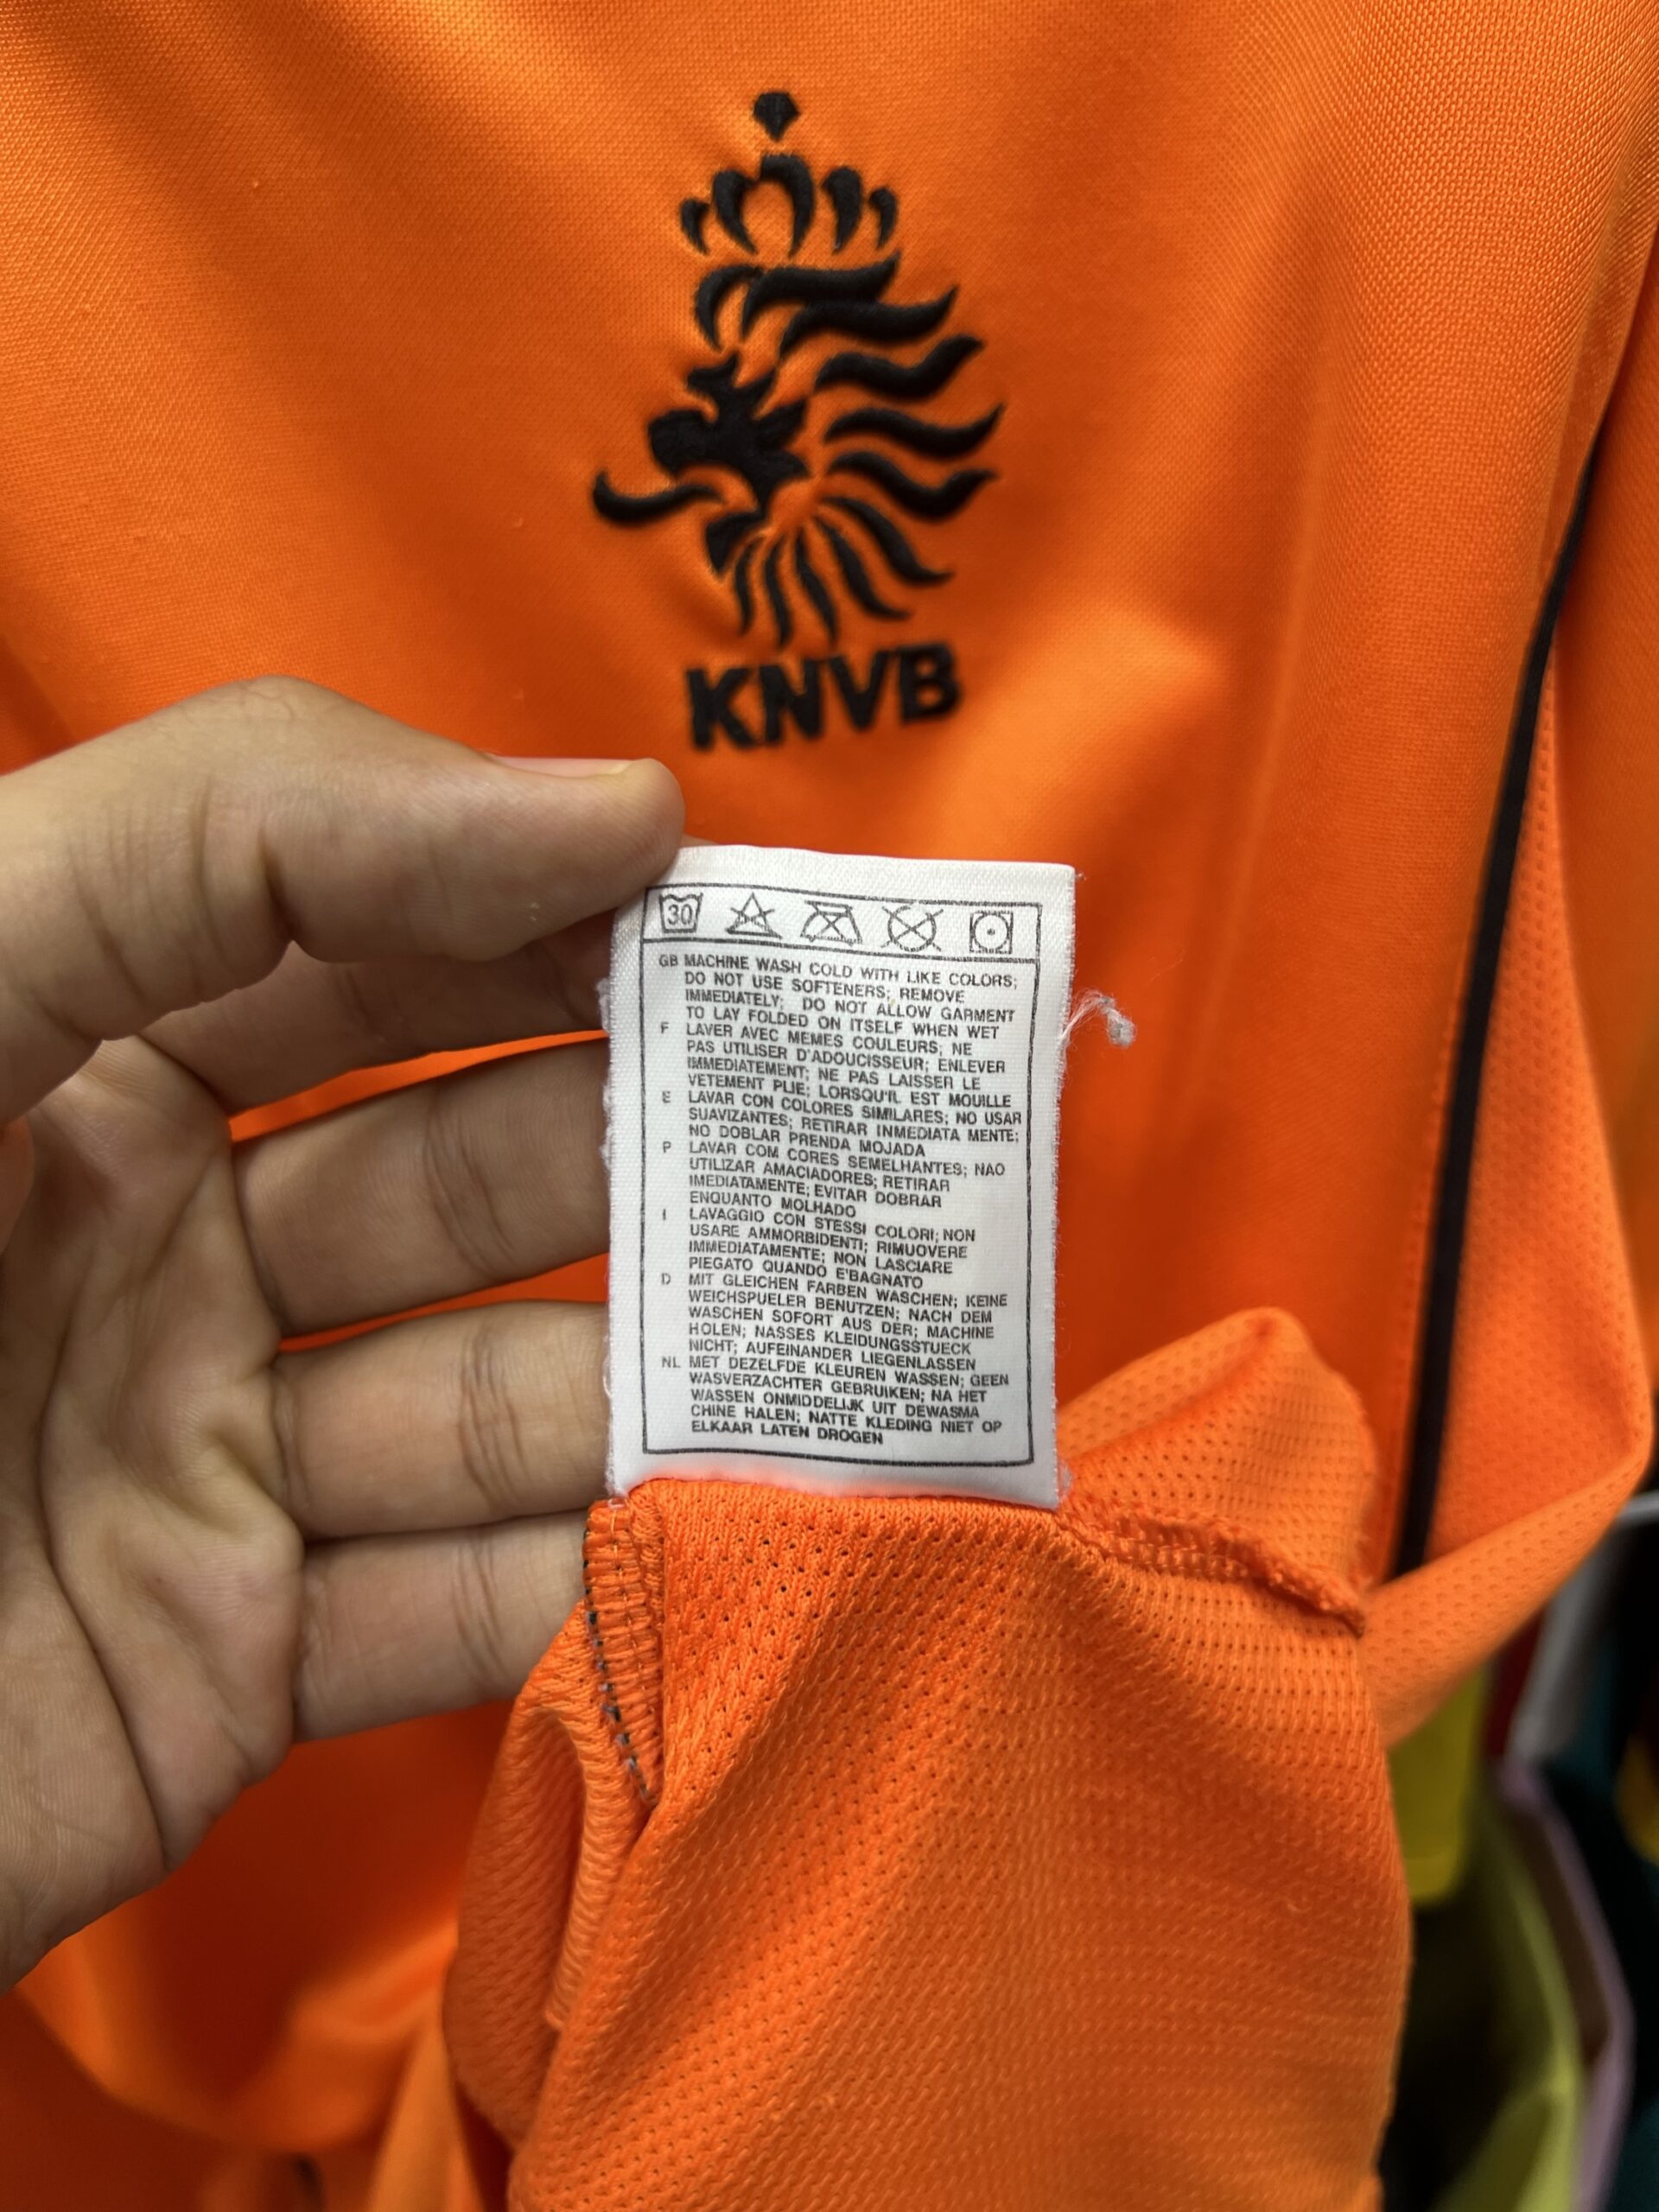 KNVB
30
GB MACHINE WASH COLD WITH LIKE COLORS;
DO NOT USE SOFTENERS; REMOVE
IMMEDIATELY; DO NOT ALLOW GARMENT
TO LAY FOLDED ON ITSELF WHEN WET
F LAVER AVEC MEMES COULEURS; NE
PAS UTILISER D'ADOUCISSEUR; ENLEVER
IMMEDIATEMENT; NE PAS LAISSER LE
VETEMENT PLIE; LORSQU'IL EST MOUILLE
E LAVAR CON COLORES SIMILARES; NO USAR
SUAVIZANTES; RETIRAR INMEDIATA MENTE;
NO DOBLAR PRENDA MOJADA
P LAVAR COM CORES SEMELHANTES; NAO
UTILIZAR AMACIADORES; RETIRAR
IMEDIATAMENTE; EVITAR DOBRAR
ENQUANTO MOLHADO
I LAVAGGIO CON STESSI COLORI; NON
USARE AMMORBIDENTI; RIMUOVERE
IMMEDIATAMENTE; NON LASCIARE
PIEGATO QUANDO E'BAGNATO
D MIT GLEICHEN FARBEN WASCHEN; KEINE
WEICHSPUELER BENUTZEN; NACH DEM
WASCHEN SOFORT AUS DER; MACHINE
HOLEN; NASSES KLEIDUNGSSTUECK
NICHT; AUFEINANDER LIEGENLASSEN
NL MET DEZELFDE KLEUREN WASSEN; GEEN
WASVERZACHTER GEBRUIKEN; NA HET
WASSEN ONMIDDELIJK UIT DEWASMA
CHINE HALEN; NATTE KLEDING NIET OP
ELKAAR LATEN DROGEN